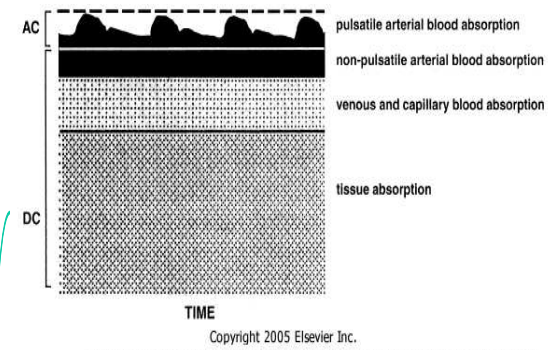 AC
pulsatile arterial blood absorption
non-pulsatile arterial blood absorption
venous and capillary blood absorption
tissue absorption
DC
TIME
Copyright 2005 Elsevier Inc.